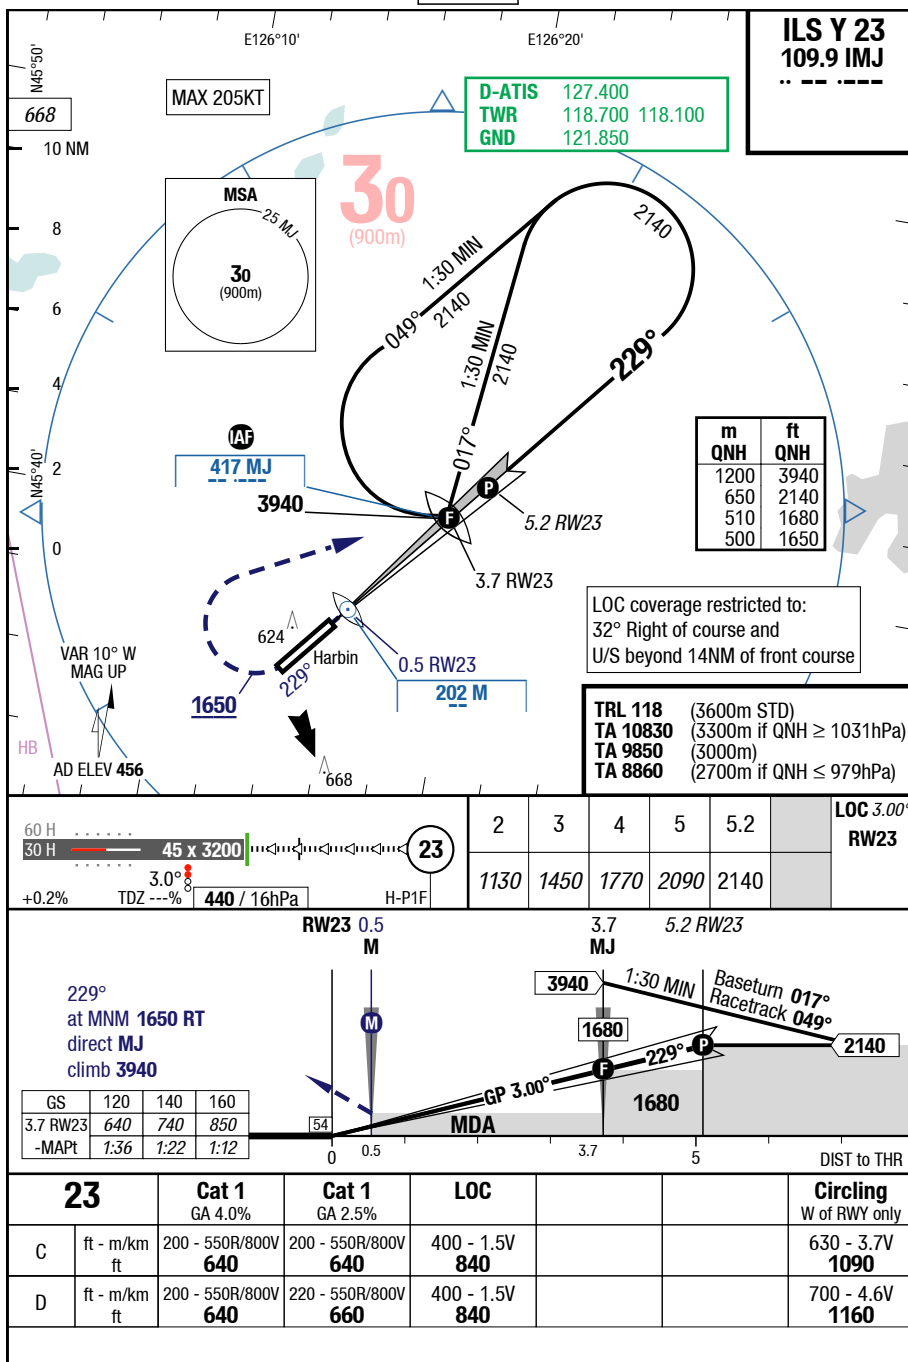 E126°10'
E126°20'
ILS Y 23
109.9 IMJ
N45°50'
668
MAX 205KT
D-ATIS 127.400
TWR 118.700 118.100
GND 121.850
10 NM
8
6
4
2
0
MSA
25 MJ
30
(900m)
30
(900m)
1:30 MIN
2140
049°
2140
1:30 MIN
2140
017°
229°
IAF
417 MJ
3940
N45°40'
F
P
5.2 RW23
3.7 RW23
m ft
QNH QNH
1200 3940
650 2140
510 1680
500 1650
LOC coverage restricted to:
32° Right of course and
U/S beyond 14NM of front course
624
Harbin
229°
0.5 RW23
202 M
1650
VAR 10° W
MAG UP
HB
AD ELEV 456
668
TRL 118 (3600m STD)
TA 10830 (3300m if QNH ≥ 1031hPa)
TA 9850 (3000m)
TA 8860 (2700m if QNH ≤ 979hPa)
60 H
30 H
45 x 3200
23
3.0°
+0.2%
TDZ ---%
440 / 16hPa
H-P1F
2 3 4 5 5.2 LOC 3.00°
RW23
1130 1450 1770 2090 2140
RW23 0.5
M
3.7
MJ
5.2 RW23
229°
at MNM 1650 RT
direct MJ
climb 3940
M
3940
1:30 MIN
Baseturn 017°
Racetrack 049°
1680
2140
P
229°
F
GP 3.00°
1680
MDA
54
GS 120 140 160
3.7 RW23 640 740 850
-MAPt 1:36 1:22 1:12
0 0.5 3.7 5 DIST to THR
23 Cat 1 Cat 1 LOC Circling
GA 4.0% GA 2.5% W of RWY only
C ft - m/km 200 - 550R/800V 200 - 550R/800V 400 - 1.5V 630 - 3.7V
ft 640 640 840 1090
D ft - m/km 200 - 550R/800V 220 - 550R/800V 400 - 1.5V 700 - 4.6V
ft 640 660 840 1160